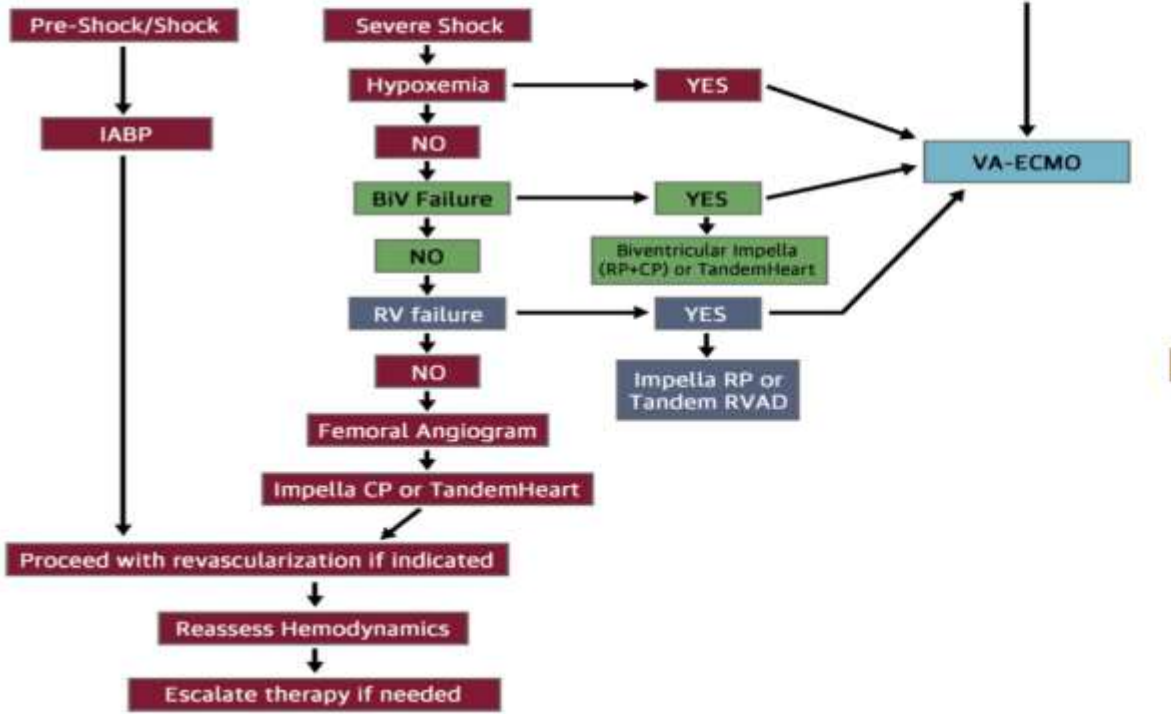 Pre-Shock/Shock
IABP
Severe Shock
Hypoxemia
YES
NO
VA-ECMO
BiV Failure
YES
NO
Biventricular Impella
(RP+CP) or TandemHeart
RV failure
YES
NO
Impella RP or
Tandem RVAD
Femoral Angiogram
Impella CP or TandemHeart
Proceed with revascularization if indicated
Reassess Hemodynamics
Escalate therapy if needed